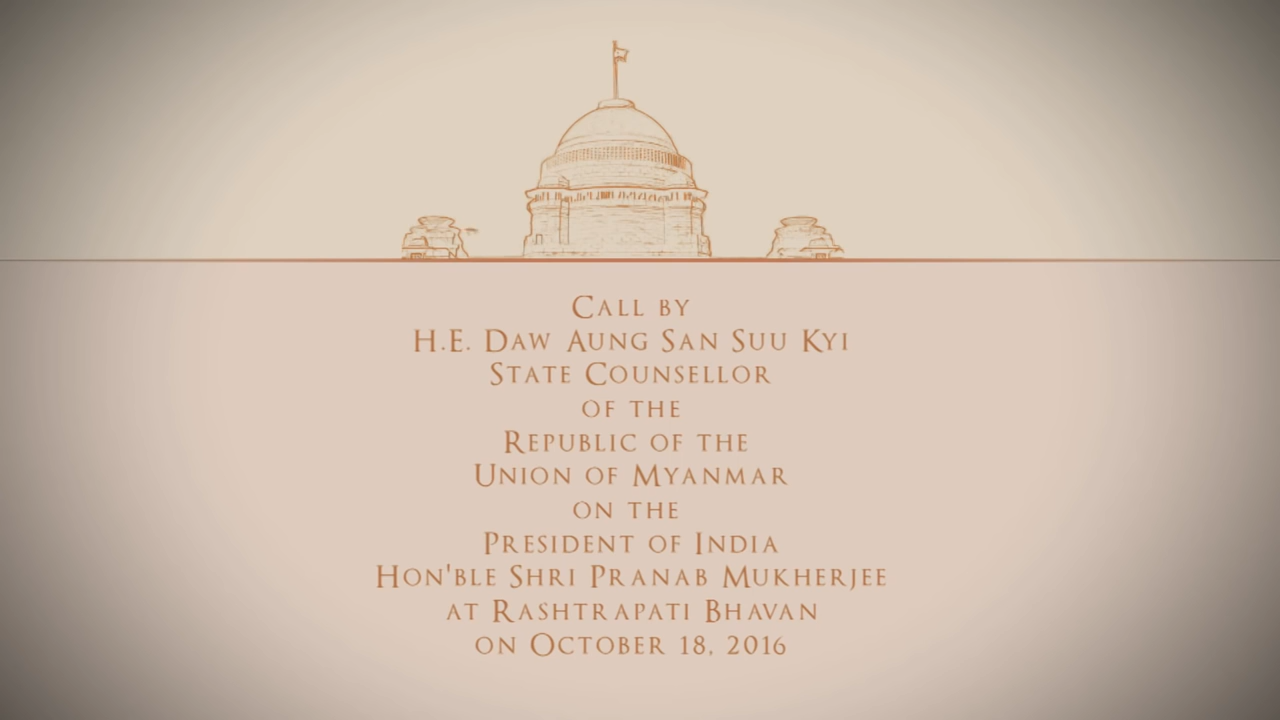 Call by
H.E. Daw Aung San Suu Kyi
State Counsellor
of the
Republic of the
Union of Myanmar
on the
President of India
Hon'ble Shri Pranab Mukherjee
at Rashtrapati Bhavan
on October 18, 2016